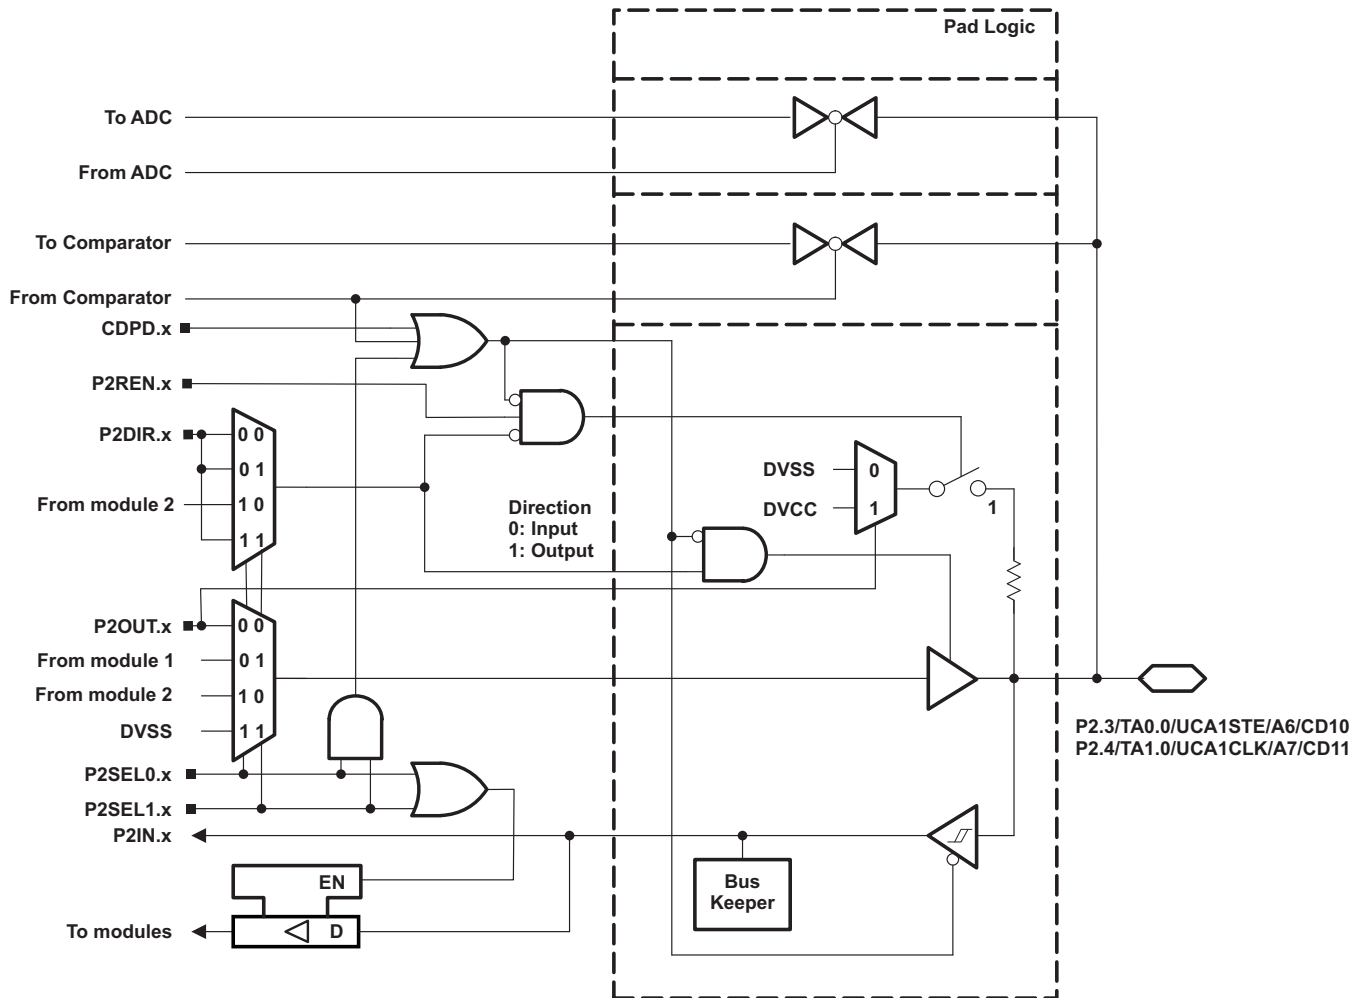 Pad Logic
To ADC
From ADC
To Comparator
From Comparator
CDPD.x
P2REN.x
P2DIR.x
0 0
0 1
From module 2
1 0
1 1
Direction
0: Input
1: Output
DVSS
0
DVCC
1
1
P2OUT.x
0 0
From module 1
0 1
From module 2
1 0
DVSS
1 1
P2.3/TA0.0/UCA1STE/A6/CD10
P2.4/TA1.0/UCA1CLK/A7/CD11
P2SEL0.x
P2SEL1.x
P2IN.x
Bus
Keeper
EN
To modules
D